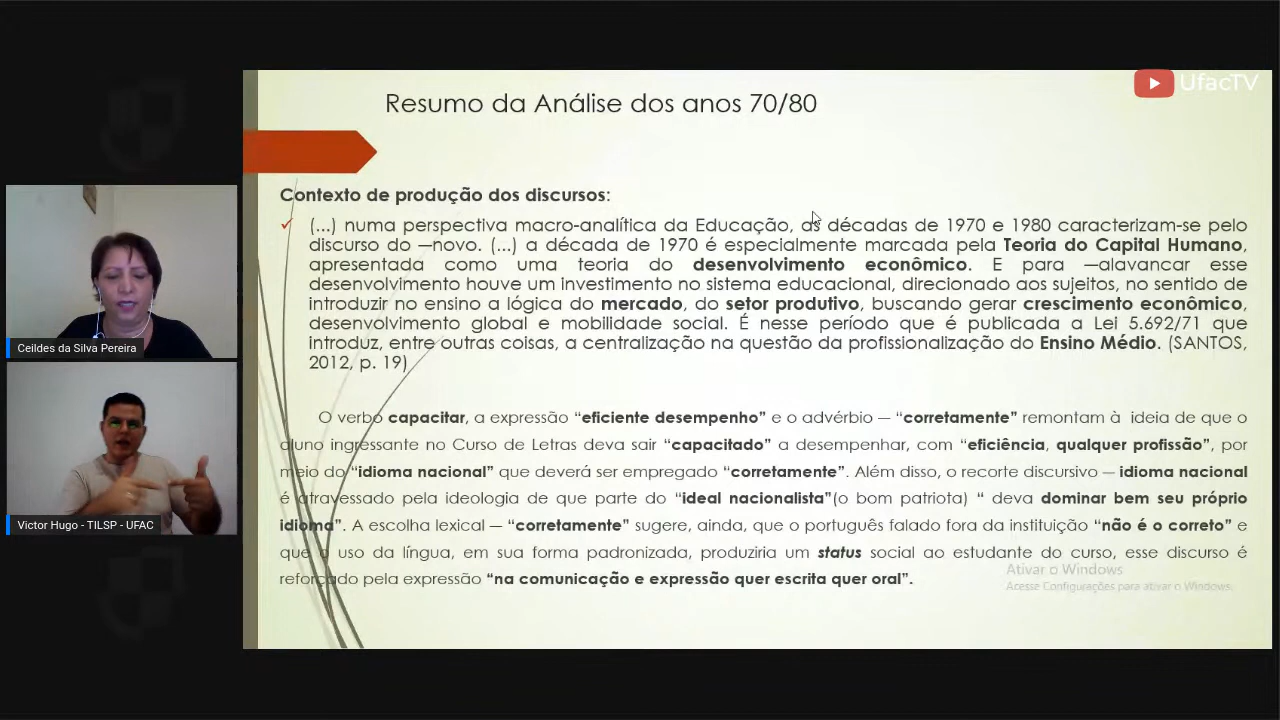 UfacTV
Resumo da Análise dos anos 70/80
Contexto de produção dos discursos:
(...) numa perspectiva macro-analítica da Educação, as décadas de 1970 e 1980 caracterizam-se pelo
discurso do ―novo. (...) a década de 1970 é especialmente marcada pela Teoria do Capital Humano,
apresentada como uma teoria do desenvolvimento econômico. E para ―alavancar esse
desenvolvimento houve um investimento no sistema educacional, direcionado aos sujeitos, no sentido de
introduzir no ensino a lógica do mercado, do setor produtivo, buscando gerar crescimento econômico,
desenvolvimento global e mobilidade social. É nesse período que é publicada a Lei 5.692/71 que
introduz, entre outras coisas, a centralização na questão da profissionalização do Ensino Médio. (SANTOS,
2012, p. 19)
O verbo capacitar, a expressão “eficiente desempenho” e o advérbio — “corretamente” remontam à ideia de que o
aluno ingressante no Curso de Letras deva sair “capacitado” a desempenhar, com “eficiência, qualquer profissão”, por
meio do “idioma nacional” que deverá ser empregado “corretamente”. Além disso, o recorte discursivo — idioma nacional
é atravessado pela ideologia de que parte do “ideal nacionalista”(o bom patriota) “ deva dominar bem seu próprio
idioma”. A escolha lexical — “corretamente” sugere, ainda, que o português falado fora da instituição “não é o correto” e
que o uso da língua, em sua forma padronizada, produziria um status social ao estudante do curso, esse discurso é
reforçado pela expressão “na comunicação e expressão quer escrita quer oral”.
Ativar o Windows
Acesse Configurações para ativar o Windows.
Ceildes da Silva Pereira
Victor Hugo - TILSP - UFAC